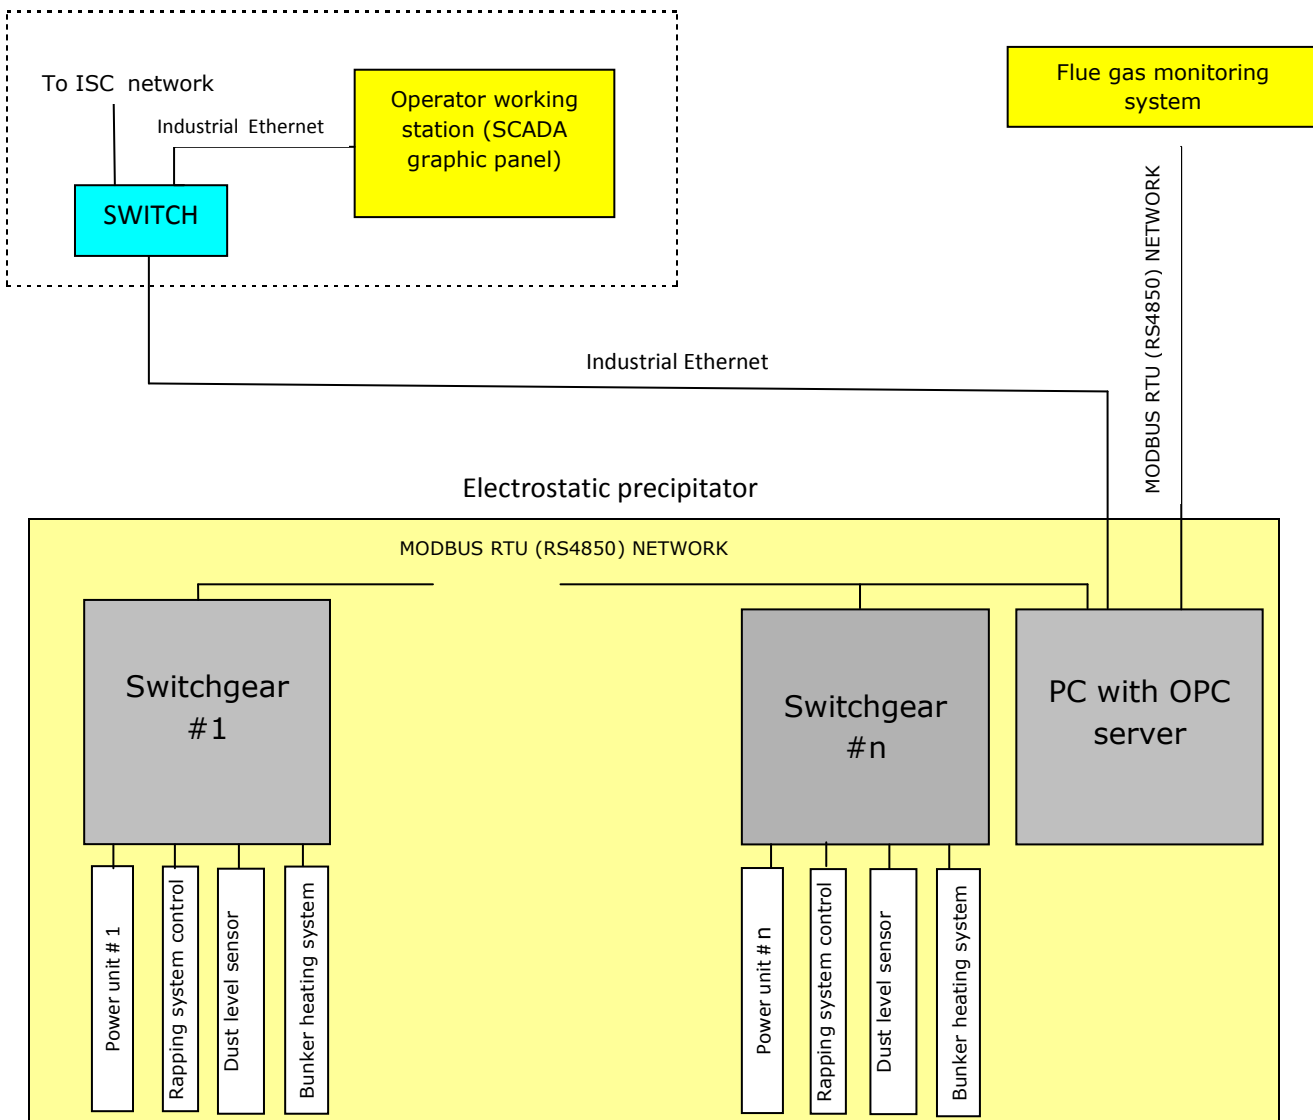 To ISC network
Industrial Ethernet
Operator working
station (SCADA
graphic panel)
SWITCH
Flue gas monitoring
system
MODBUS RTU (RS4850) NETWORK
Industrial Ethernet
Electrostatic precipitator
MODBUS RTU (RS4850) NETWORK
Switchgear
#1
Switchgear
#n
PC with OPC
server
Power unit # 1
Rapping system control
Dust level sensor
Bunker heating system
Power unit # n
Rapping system control
Dust level sensor
Bunker heating system